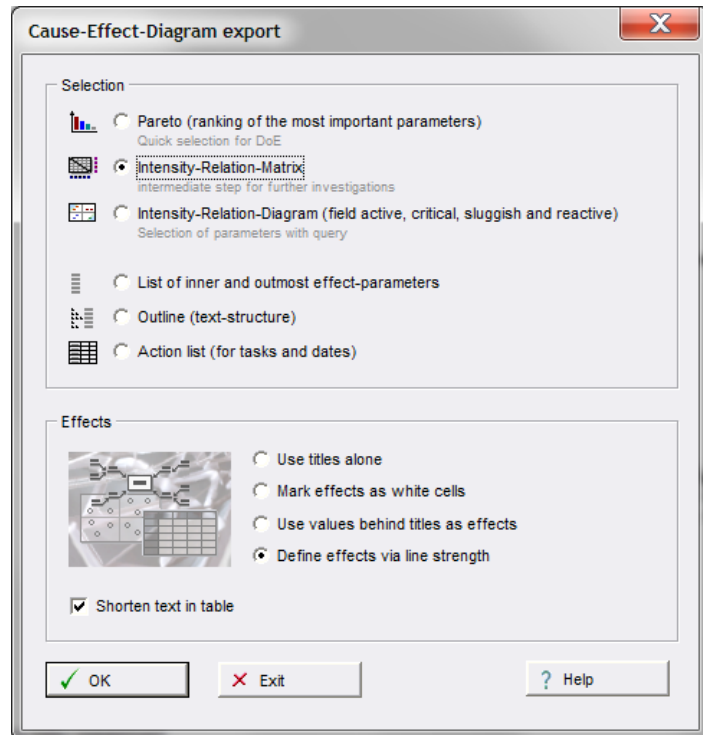 Cause-Effect-Diagram export
Selection
Pareto (ranking of the most important parameters)
Quick selection for DoE
Intensity-Relation-Matrix
intermediate step for further investigations
Intensity-Relation-Diagram (field active, critical, sluggish and reactive)
Selection of parameters with query
List of inner and outmost effect-parameters
Outline (text-structure)
Action list (for tasks and dates)
Effects
Use titles alone
Mark effects as white cells
Use values behind titles as effects
Define effects via line strength
Shorten text in table
OK
Exit
? Help